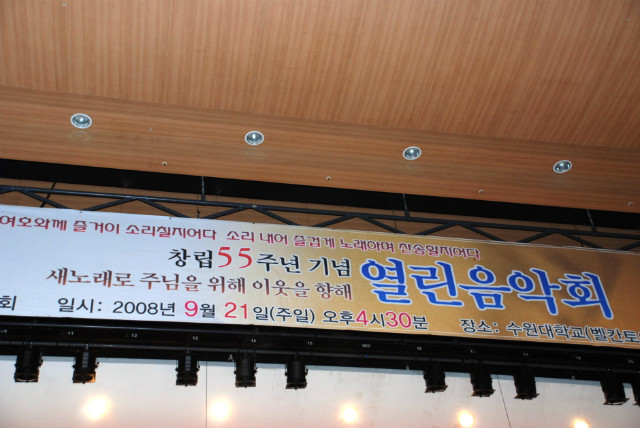 여호와께 즐거이 소리칠지어다 소리 내어 즐겁게 노래하며 찬송할지어다
창립 55주년 기념 열린음악회
새노래로 주님을 위해 이웃을 향해
회 일시: 2008년 9월 21일(주일) 오후4시30분 장소: 수원대학교(벨칸토